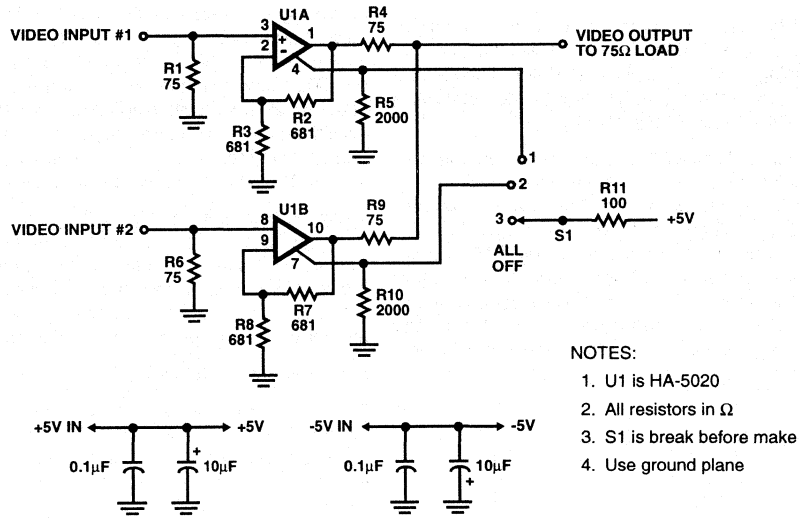 VIDEO INPUT #1
R1
75
U1A
3
2
+
-
1
4
R4
75
VIDEO OUTPUT
TO 75Ω LOAD
R2
681
R3
681
R5
2000
1
2
3
ALL
OFF
S1
R11
100
+5V
VIDEO INPUT #2
R6
75
U1B
8
9
10
7
R9
75
R7
681
R8
681
R10
2000
NOTES:
1. U1 is HA-5020
2. All resistors in Ω
3. S1 is break before make
4. Use ground plane
+5V IN
+5V
0.1μF
+
10μF
-5V IN
-5V
0.1μF
10μF
+